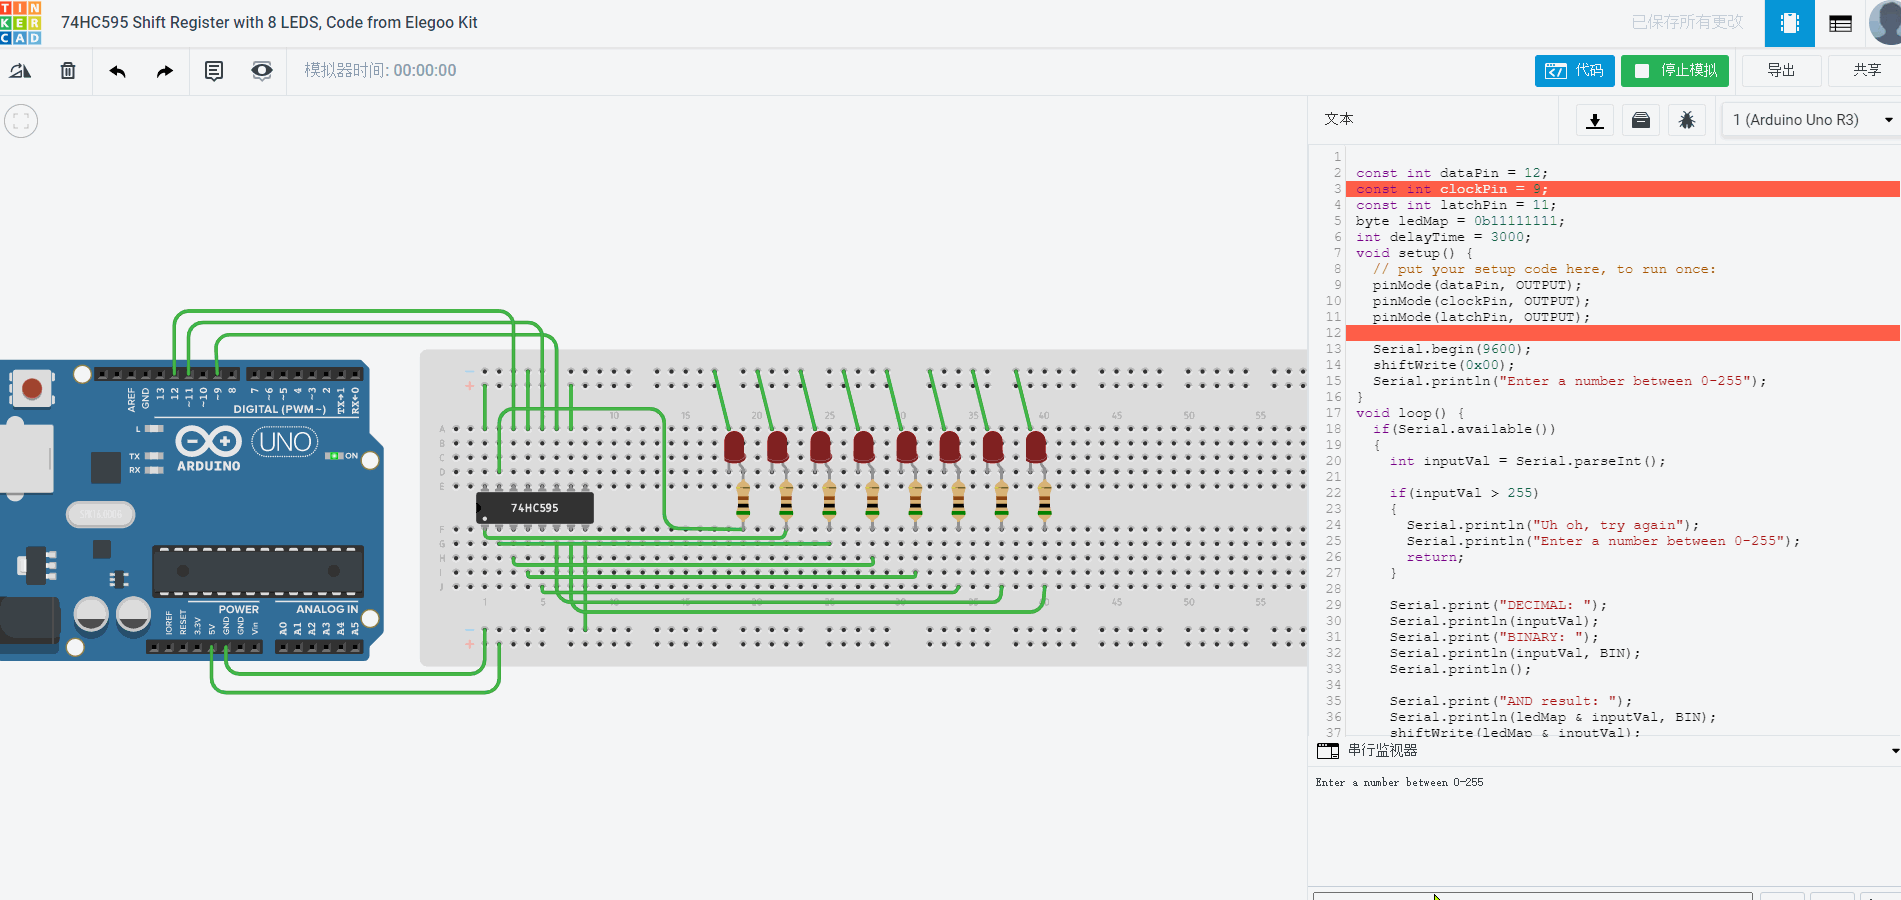 TIN
KER
CAD
74HC595 Shift Register with 8 LEDS, Code from Elegoo Kit
已保存所有更改
模拟器时间: 00:00:00
代码
停止模拟
导出
共享
文本
1 (Arduino Uno R3)
1
2 const int dataPin = 12;
3 const int clockPin = 9;
4 const int latchPin = 11;
5 byte ledMap = 0b11111111;
6 int delayTime = 3000;
7 void setup() {
8 // put your setup code here, to run once:
9 pinMode(dataPin, OUTPUT);
10 pinMode(clockPin, OUTPUT);
11 pinMode(latchPin, OUTPUT);
12
13 Serial.begin(9600);
14 shiftWrite(0x00);
15 Serial.println("Enter a number between 0-255");
16 }
17 void loop() {
18 if(Serial.available())
19 {
20 int inputVal = Serial.parseInt();
21
22 if(inputVal > 255)
23 {
24 Serial.println("Uh oh, try again");
25 Serial.println("Enter a number between 0-255");
26 return;
27 }
28
29 Serial.print("DECIMAL: ");
30 Serial.println(inputVal);
31 Serial.print("BINARY: ");
32 Serial.println(inputVal, BIN);
33 Serial.println();
34
35 Serial.print("AND result: ");
36 Serial.println(ledMap & inputVal, BIN);
37 shiftWrite(ledMap & inputVal);
串行监视器
Enter a number between 0-255
AREF
GND
13
12
~11
~10
~9
8
7
~6
~5
4
~3
2
TX→1
RX←0
DIGITAL (PWM~)
L
TX
RX
ARDUINO
UNO
ON
IOREF
RESET
3.3V
5V
GND
GND
Vin
POWER
ANALOG IN
A0
A1
A2
A3
A4
A5
74HC595
10 15 20 25 30 35 40 45 50 55
A
B
C
D
E
F
G
H
I
J
1 5 40 45 50 55